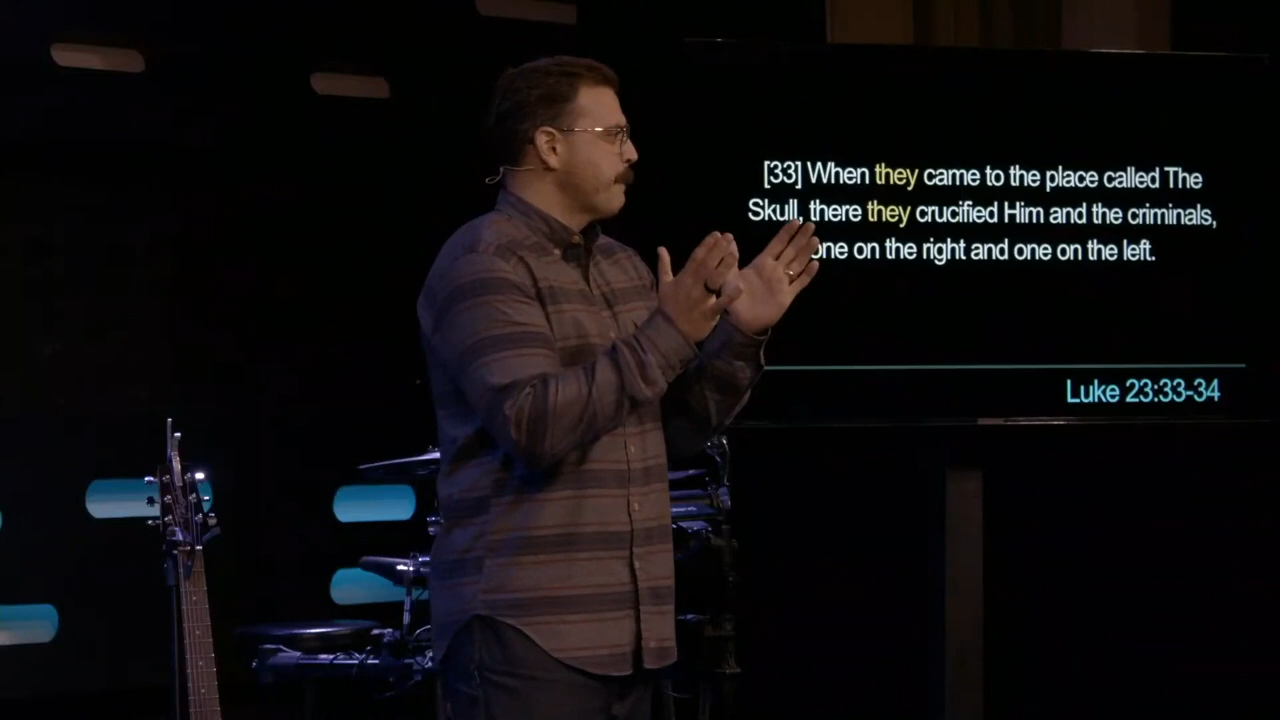 [33] When they came to the place called The
Skull, there they crucified Him and the criminals,
one on the right and one on the left.
Luke 23:33-34